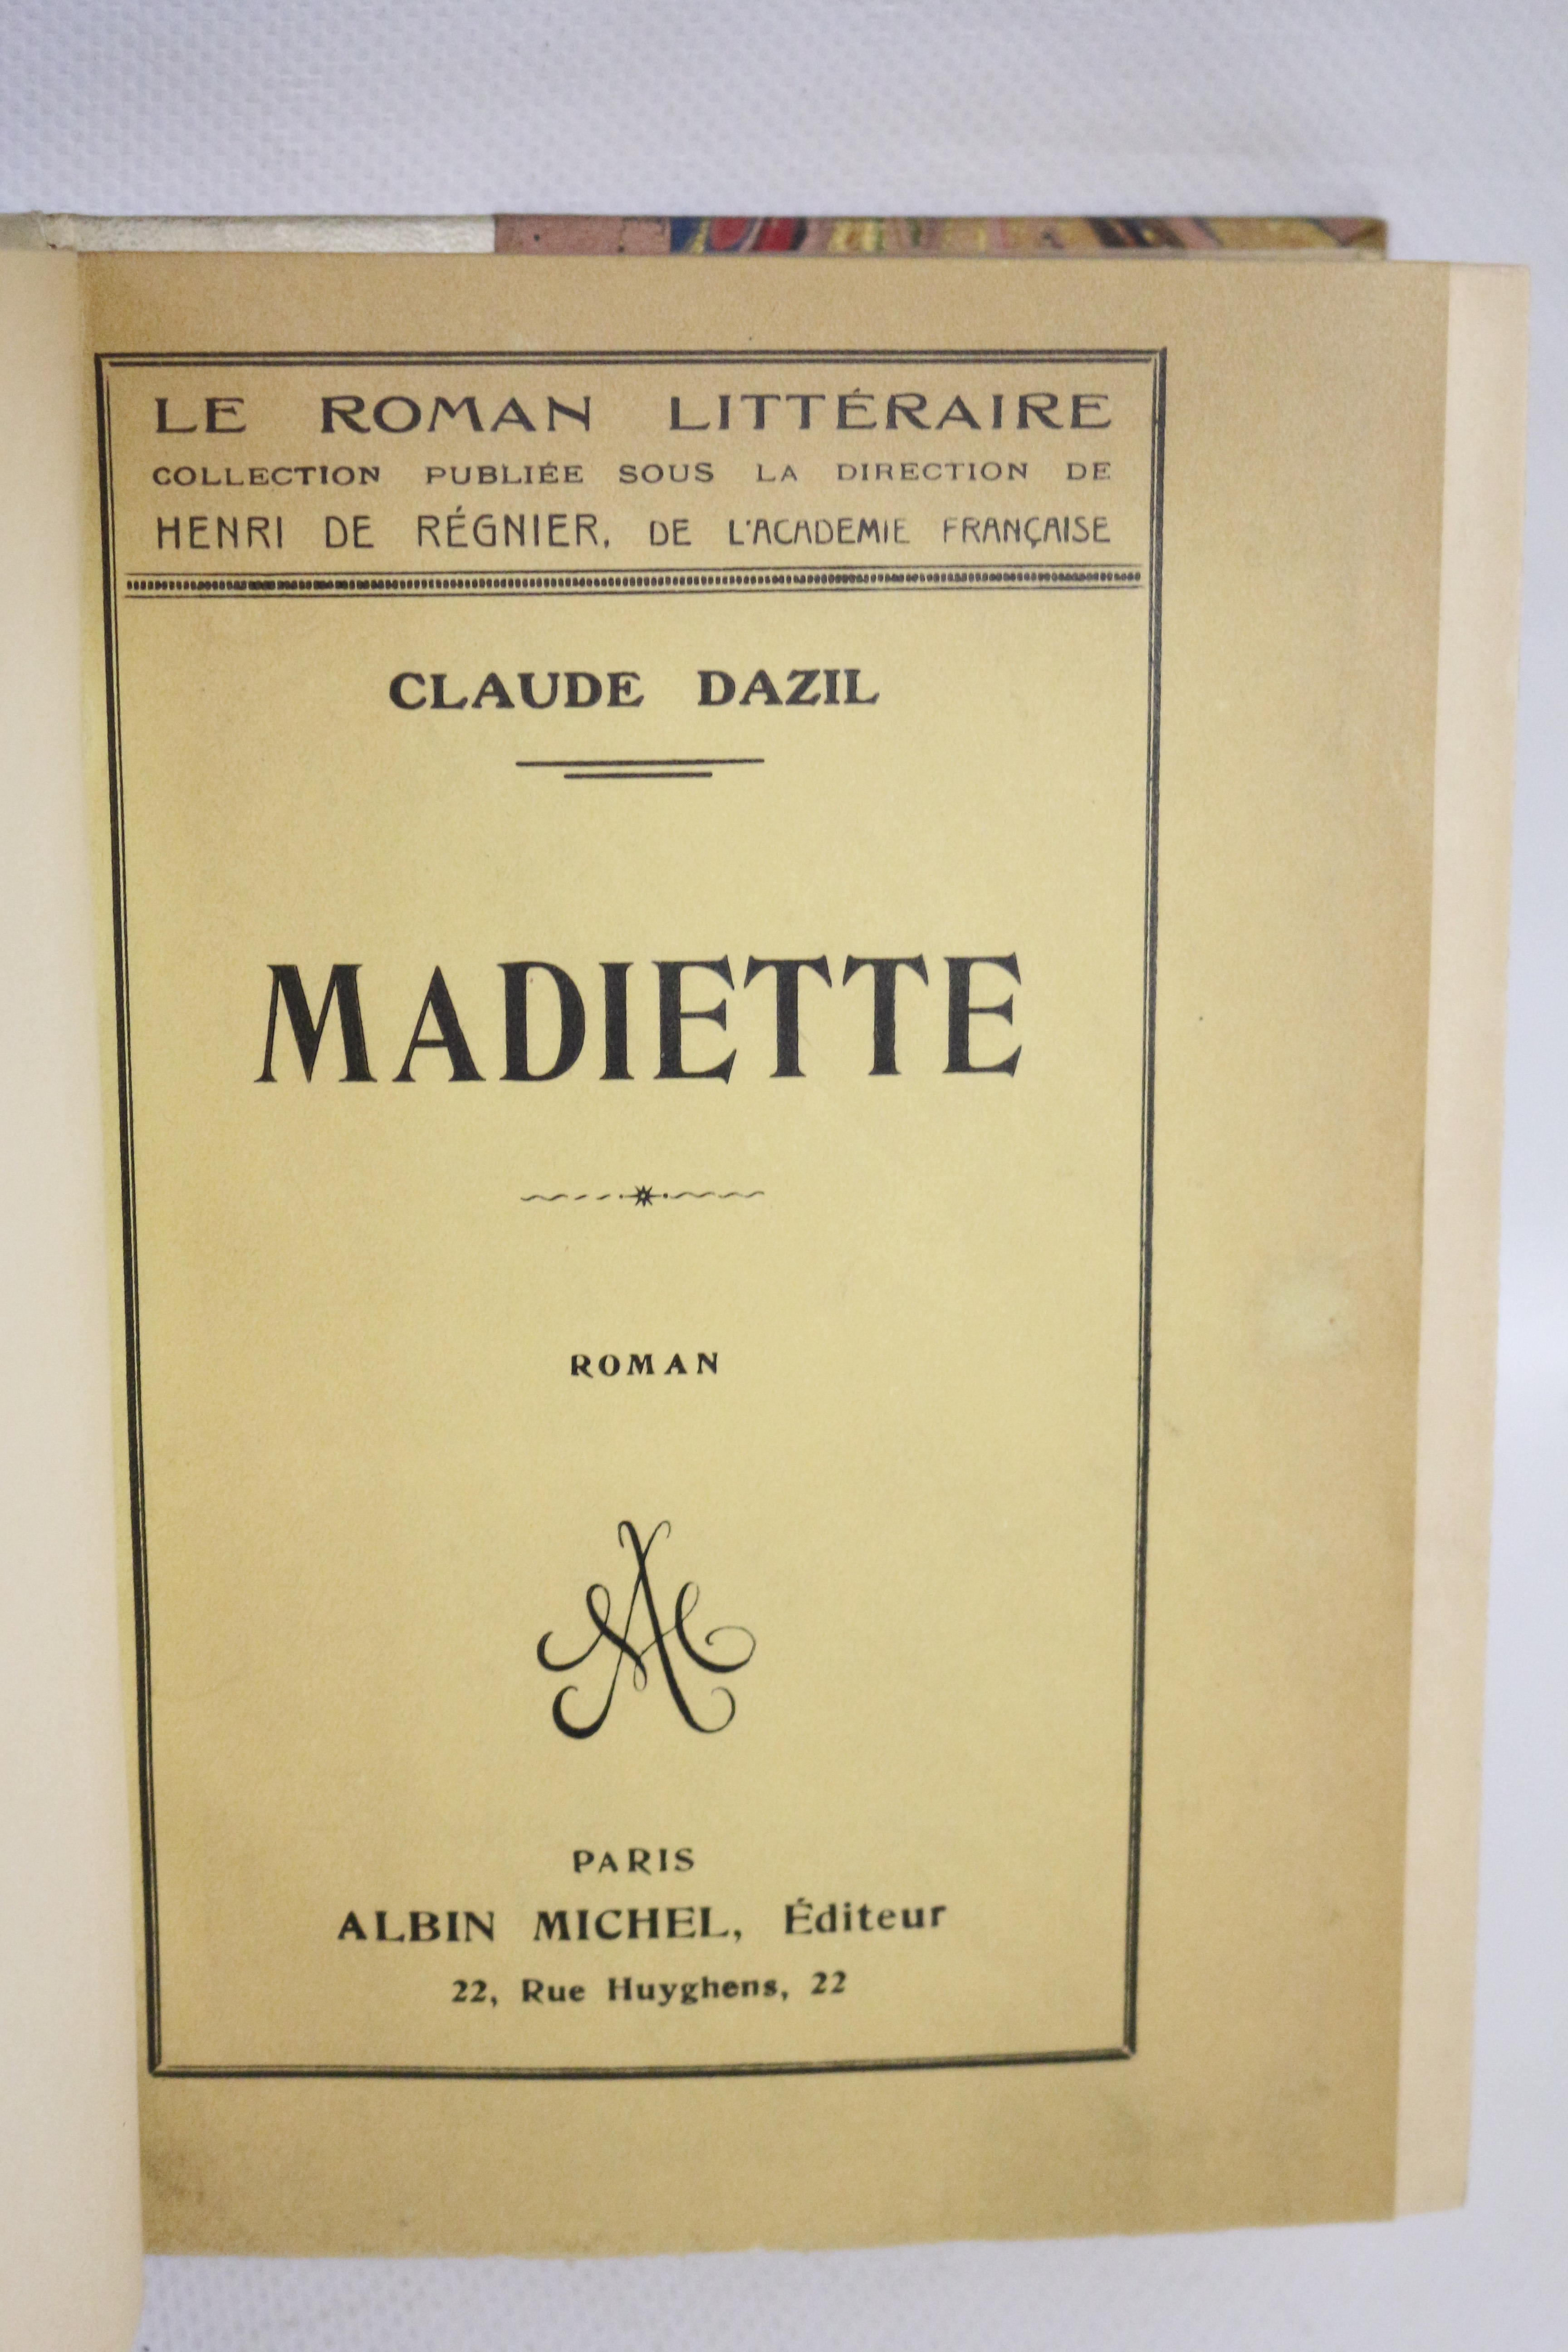 LE ROMAN LITTÉRAIRE
COLLECTION PUBLIÉE SOUS LA DIRECTION DE
HENRI DE RÉGNIER, DE L'ACADEMIE FRANÇAISE
CLAUDE DAZIL
MADIETTE
ROMAN
AM
PARIS
ALBIN MICHEL, Éditeur
22, Rue Huyghens, 22